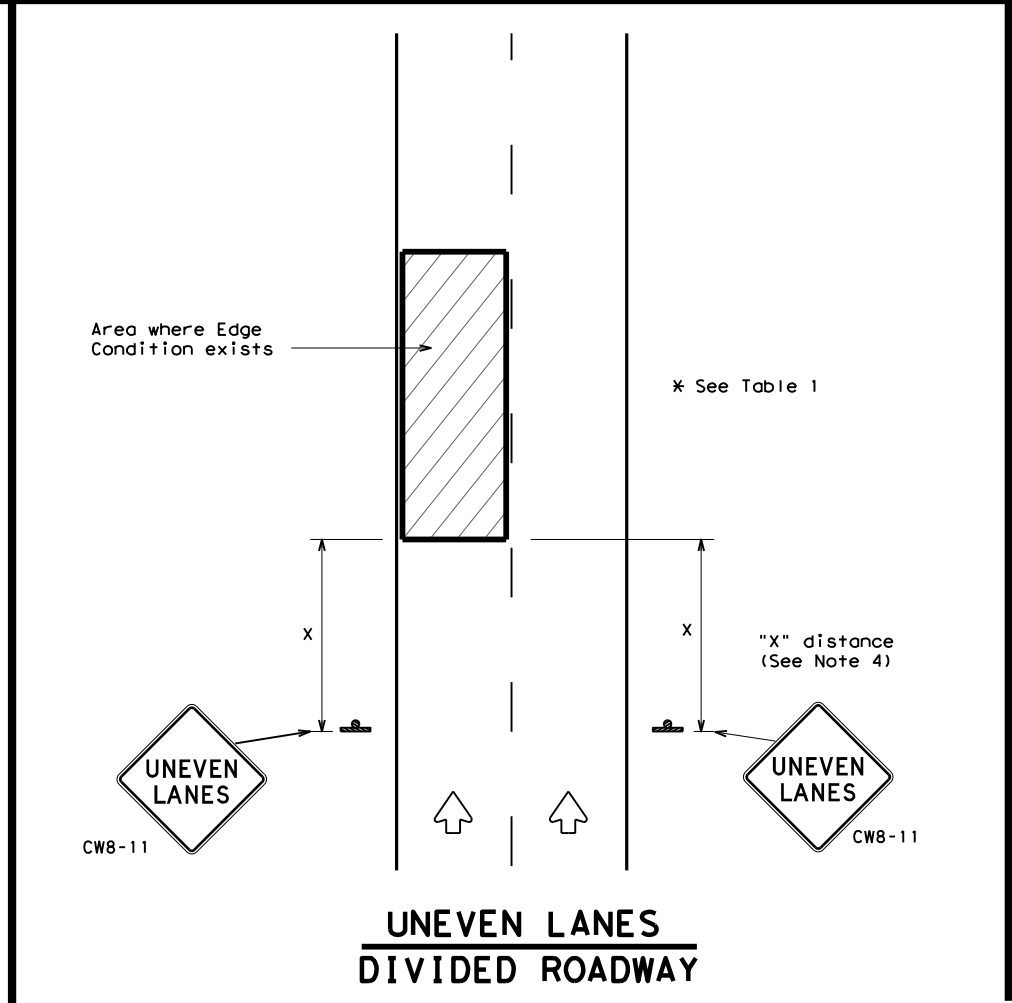 Area where Edge
Condition exists
* See Table 1
X
X
"X" distance
(See Note 4)
UNEVEN
LANES
CW8-11
UNEVEN
LANES
CW8-11
UNEVEN LANES
DIVIDED ROADWAY